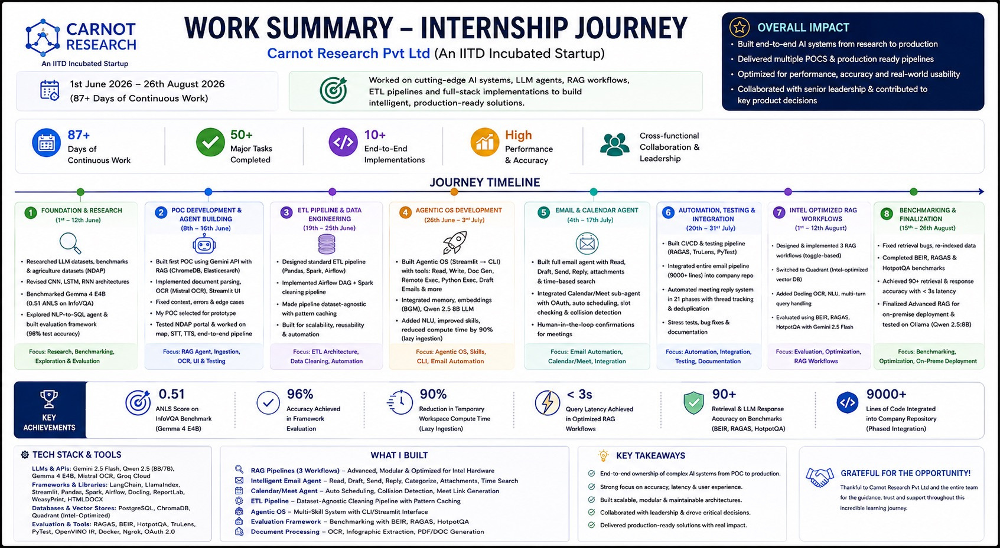 CARNOT
RESEARCH
An IITD Incubated Startup
WORK SUMMARY – INTERNSHIP JOURNEY
Carnot Research Pvt Ltd (An IITD Incubated Startup)
1st June 2026 – 26th August 2026
(87+ Days of Continuous Work)
Worked on cutting-edge AI systems, LLM agents, RAG workflows,
ETL pipelines and full-stack implementations to build
intelligent, production-ready solutions.
OVERALL IMPACT
• Built end-to-end AI systems from research to production
• Delivered multiple POCS & production ready pipelines
• Optimized for performance, accuracy and real-world usability
• Collaborated with senior leadership & contributed to
key product decisions
87+
Days of
Continuous Work
50+
Major Tasks
Completed
10+
End-to-End
Implementations
High
Performance
& Accuracy
Cross-functional
Collaboration &
Leadership
JOURNEY TIMELINE
1 FOUNDATION & RESEARCH
(1st – 12th June)
• Researched LLM datasets, benchmarks
& agriculture datasets (NDAP)
• Revised CNN, LSTM, RNN architectures
• Benchmarked Gemma 4 E4B
(0.51 ANLS on InfoVQA)
• Explored NLP-to-SQL agent &
built evaluation framework
(96% test accuracy)
Focus: Research, Benchmarking,
Exploration & Evaluation
2 POC DEEVELOPMENT &
AGENT BUILDING
(8th – 16th June)
• Built first POC using Gemini API with
RAG (ChromeDB, Elasticsearch)
• Implemented document parsing,
OCR (Mistral OCR), Streamlit UI
• Fixed context, errors & edge cases
• My POC selected for prototype
• Tested NDAP portal & worked on
map, STT, TTS, end-to-end pipeline
Focus: RAG Agent, Ingestion,
OCR, UI & Testing
3 ETL PIPELINE & DATA
ENGINEERING
(19th – 25th June)
• Designed standard ETL pipeline
(Pandas, Spark, Airflow)
• Implemented Airflow DAG + Spark
cleaning pipeline
• Made pipeline dataset-agnostic
with pattern caching
• Built for scalability, reusability
& automation
Focus: ETL Architecture,
Data Cleaning, Automation
4 AGENTIC OS DEVELOPMENT
(26th June – 3rd July)
• Built Agentic OS (Streamlit → CLI)
with tools: Read, Write, Doc Gen,
Remote Exec, Python Exec, Draft
Emails & more
• Integrated memory, embeddings
(BGM), Qwen 2.5 8B LLM
• Added NLU, improved skills,
reduced compute time by 90%
(lazy ingestion)
Focus: Agentic OS, Skills,
CLI, Email Automation
5 EMAIL & CALENDAR AGENT
(4th – 17th July)
• Built full email agent with Read,
Draft, Send, Reply, attachments
& time-based search
• Integrated Calendar/Meet sub-agent
with OAuth, auto scheduling, slot
checking & collision detection
• Human-in-the-loop confirmations
for meetings
Focus: Email Automation,
Calendar/Meet, Integration
6 AUTOMATION, TESTING &
INTEGRATION
(20th – 31st July)
• Built CI/CD & testing pipeline
(RAGAS, TruLens, PyTest)
• Integrated entire email pipeline
(9000+ lines) into company repo
• Automated meeting reply system
in 21 phases with thread tracking
& deduplication
• Stress tests, bug fixes &
documentation
Focus: Automation, Integration,
Testing, Documentation
7 INTEL OPTIMIZED RAG
WORKFLOWS
(1st – 12th August)
• Designed & implemented 3 RAG
workflows (toggle-based)
• Switched to Quadrant (Intel-optimized
vector DB)
• Added Docling OCR, NLU, multi-turn
query handling
• Evaluated using BEIR, RAGAS,
HotpotQA with Gemini 2.5 Flash
Focus: Evaluation, Optimization,
RAG Workflows
8 BENCHMARKING &
FINALIZATION
(15th – 26th August)
• Fixed retrieval bugs, re-indexed data
• Completed BEIR, RAGAS &
HotpotQA benchmarks
• Achieved 90+ retrieval & response
accuracy with < 3s latency
• Finalized Advanced RAG for
on-premise deployment &
tested on Ollama (Qwen 2.5:8B)
Focus: Benchmarking,
Optimization, On-Preme Deployment
KEY
ACHIEVEMENTS
0.51
ANLS Score on
InfoVQA Benchmark
(Gemma 4 E4B)
96%
Accuracy Achieved
in Framework
Evaluation
90%
Reduction in Temporary
Workspace Compute Time
(Lazy Ingestion)
< 3s
Query Latency Achieved
in Optimized RAG
Workflows
90+
Retrieval & LLM Response
Accuracy on Benchmarks
(BEIR, RAGAS, HotpotQA)
9000+
Lines of Code Integrated
into Company Repository
(Phased Integration)
TECH STACK & TOOLS
LLMs & APIs: Gemini 2.5 Flash, Qwen 2.5 (8B/7B),
Gemma 4 E4B, Mistral OCR, Groq Cloud
Frameworks & Libraries: LangChain, LlamaIndex,
Streamlit, Pandas, Spark, Airflow, Docling, ReportLab,
WeasyPrint, HTMLDOCX
Databases & Vector Stores: PostgreSQL, ChromaDB,
Quadrant (Intel-Optimized)
Evaluation & Tools: RAGAS, BEIR, HotpotQA, TruLens,
PyTest, OpenVINO IR, Docker, Ngrok, OAuth 2.0
WHAT I BUILT
RAG Pipelines (3 Workflows) – Advanced, Modular & Optimized for Intel Hardware
Intelligent Email Agent – Read, Draft, Send, Reply, Categorize, Attachments, Time Search
Calendar/Meet Agent – Auto Scheduling, Collision Detection, Meet Link Generation
ETL Pipeline – Dataset-Agnostic Cleaning Pipeline with Pattern Caching
Agentic OS – Multi-Skill System with CLI/Streamlit Interface
Evaluation Framework – Benchmarking with BEIR, RAGAS, HotpotQA
Document Processing – OCR, Infographic Extraction, PDF/DOC Generation
KEY TAKEAWAYS
End-to-end ownership of complex AI systems from POC to production.
Strong focus on accuracy, latency & user experience.
Built scalable, modular & maintainable architectures.
Collaborated with leadership & drove critical decisions.
Delivered production-ready solutions with real impact.
GRATEFUL FOR THE OPPORTUNITY!
Thankful to Carnot Research Pvt Ltd and the entire team
for the guidance, trust and support throughout this
incredible learning journey.